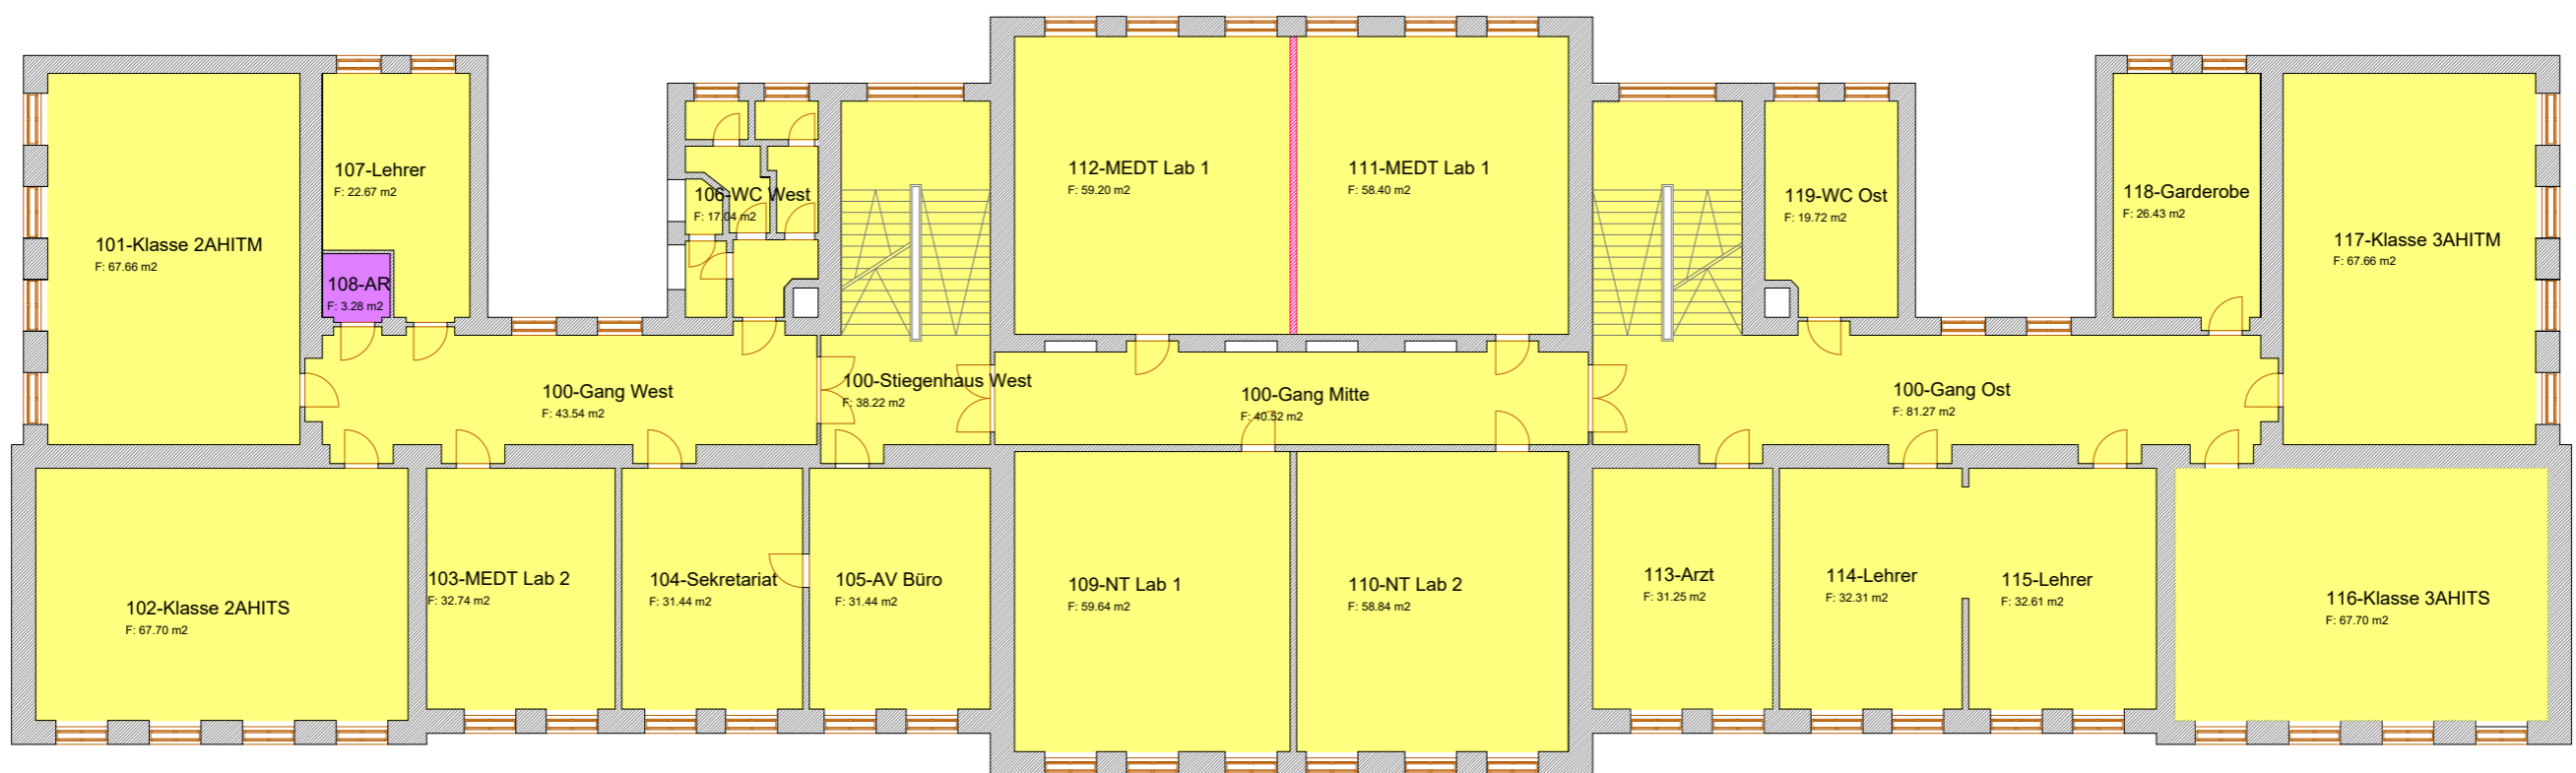 101-Klasse 2AHITM
F: 67.66 m2
107-Lehrer
F: 22.67 m2
108-AR
F: 3.28 m2
106-WC West
F: 17.04 m2
112-MEDT Lab 1
F: 59.20 m2
111-MEDT Lab 1
F: 58.40 m2
119-WC Ost
F: 19.72 m2
118-Garderobe
F: 26.43 m2
117-Klasse 3AHITM
F: 67.66 m2
100-Gang West
F: 43.54 m2
100-Stiegenhaus West
F: 38.22 m2
100-Gang Mitte
F: 40.52 m2
100-Gang Ost
F: 81.27 m2
102-Klasse 2AHITS
F: 67.70 m2
103-MEDT Lab 2
F: 32.74 m2
104-Sekretariat
F: 31.44 m2
105-AV Büro
F: 31.44 m2
109-NT Lab 1
F: 59.64 m2
110-NT Lab 2
F: 58.84 m2
113-Arzt
F: 31.25 m2
114-Lehrer
F: 32.31 m2
115-Lehrer
F: 32.61 m2
116-Klasse 3AHITS
F: 67.70 m2